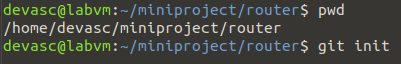 devasc@labvm:~/miniproject/router$ pwd
/home/devasc/miniproject/router
devasc@labvm:~/miniproject/router$ git init